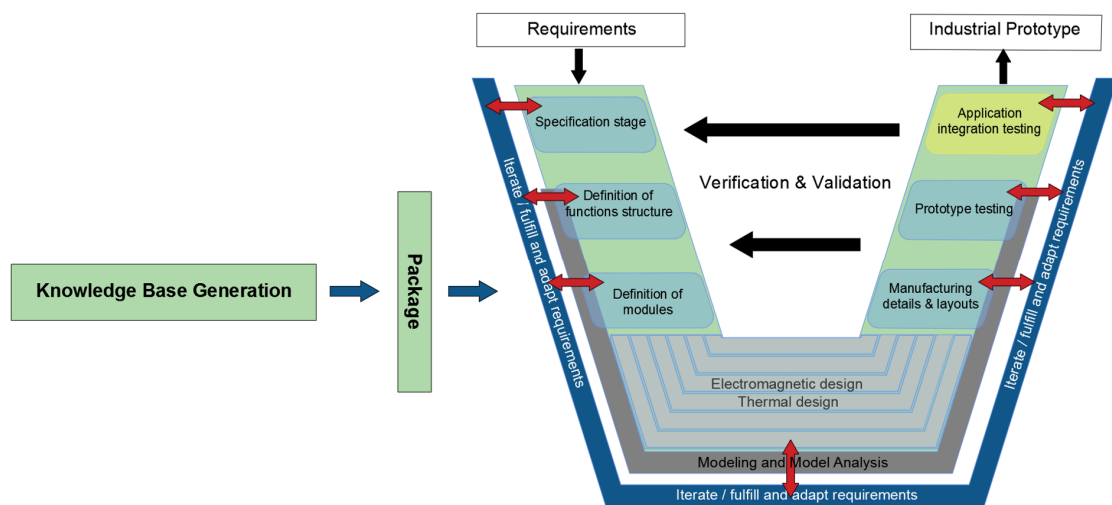 Requirements
Industrial Prototype
Specification stage
Application
integration testing
Verification & Validation
Definition of
functions structure
Prototype testing
Knowledge Base Generation
Package
Definition of
modules
Manufacturing
details & layouts
Iterate / fulfill and adapt requirements
Iterate / fulfill and adapt requirements
Electromagnetic design
Thermal design
Modeling and Model Analysis
Iterate / fulfill and adapt requirements